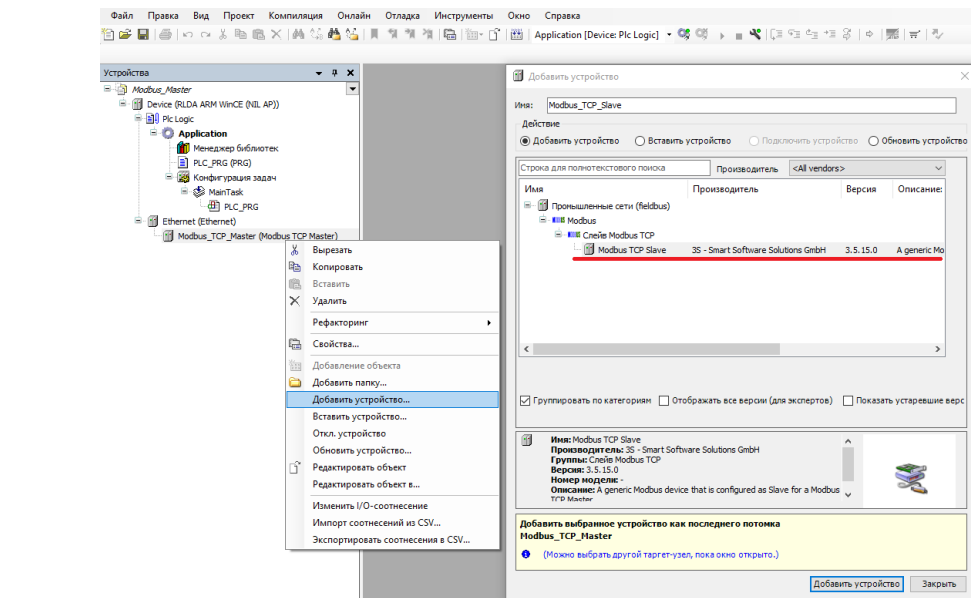 Файл Правка Вид Проект Компиляция Онлайн Отладка Инструменты Окно Справка
Application [Device: Plc Logic]
Устройства
Modbus_Master
Device (RLDA ARM WinCE (NIL AP))
Plc Logic
Application
Менеджер библиотек
PLC_PRG (PRG)
Конфигурация задач
MainTask
PLC_PRG
Ethernet (Ethernet)
Modbus_TCP_Master (Modbus TCP Master)
Вырезать
Копировать
Вставить
Удалить
Рефакторинг
Свойства...
Добавление объекта
Добавить папку...
Добавить устройство...
Вставить устройство...
Откл. устройство
Обновить устройство...
Редактировать объект
Редактировать объект в...
Изменить I/O-соотнесение
Импорт соотнесений из CSV...
Экспортировать соотнесения в CSV...
Добавить устройство
Имя: Modbus_TCP_Slave
Действие
Добавить устройство Вставить устройство Подключить устройство Обновить устройство
Строка для полнотекстового поиска Производитель <All vendors>
Имя Производитель Версия Описание:
Промышленные сети (fieldbus)
Modbus
Слейв Modbus TCP
Modbus TCP Slave 3S - Smart Software Solutions GmbH 3.5.15.0 A generic Mo
Группировать по категориям Отображать все версии (для экспертов) Показать устаревшие верс
Имя: Modbus TCP Slave
Производитель: 3S - Smart Software Solutions GmbH
Группы: Слейв Modbus TCP
Версия: 3.5.15.0
Номер модели: -
Описание: A generic Modbus device that is configured as Slave for a Modbus
TCP Master
Добавить выбранное устройство как последнего потомка
Modbus_TCP_Master
(Можно выбрать другой таргет-узел, пока окно открыто.)
Добавить устройство Закрыть